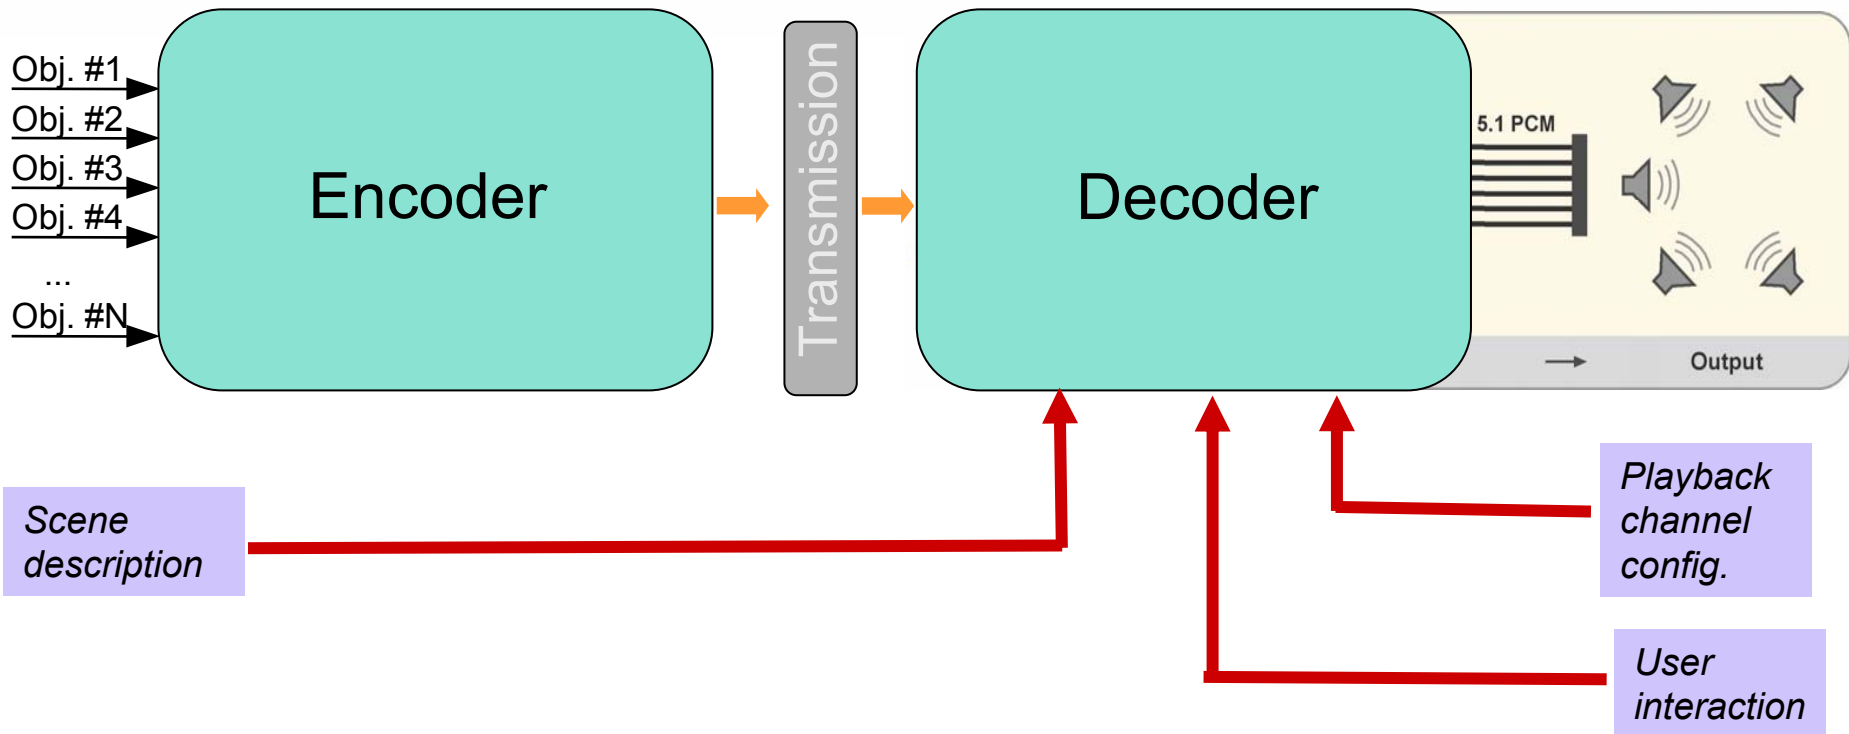 Obj. #1
Obj. #2
Obj. #3
Obj. #4
...
Obj. #N
Encoder
Transmission
Decoder
5.1 PCM
Output
Scene
description
Playback
channel
config.
User
interaction